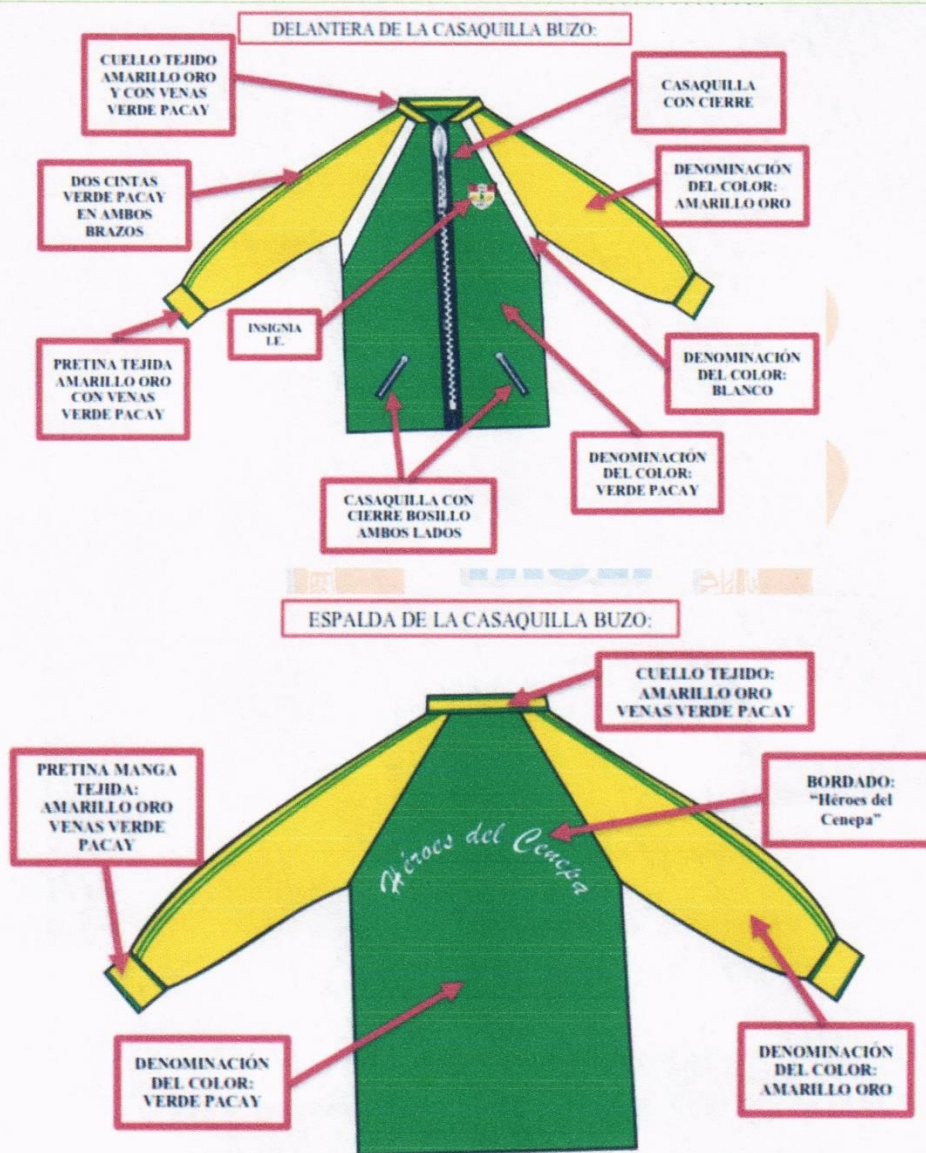 DELANTERA DE LA CASAQUILLA BUZO:
CUELLO TEJIDO
AMARILLO ORO
Y CON VENAS
VERDE PACAY
CASAQUILLA
CON CIERRE
DOS CINTAS
VERDE PACAY
EN AMBOS
BRAZOS
DENOMINACIÓN
DEL COLOR:
AMARILLO ORO
INSIGNIA
I.E.
PRETINA TEJIDA
AMARILLO ORO
CON VENAS
VERDE PACAY
DENOMINACIÓN
DEL COLOR:
BLANCO
CASAQUILLA CON
CIERRE BOSILLO
AMBOS LADOS
DENOMINACIÓN
DEL COLOR:
VERDE PACAY
ESPALDA DE LA CASAQUILLA BUZO:
CUELLO TEJIDO:
AMARILLO ORO
VENAS VERDE PACAY
PRETINA MANGA
TEJIDA:
AMARILLO ORO
VENAS VERDE
PACAY
BORDADO:
“Héroes del
Cenepa”
Héroes del Cenepa
DENOMINACIÓN
DEL COLOR:
VERDE PACAY
DENOMINACIÓN
DEL COLOR:
AMARILLO ORO